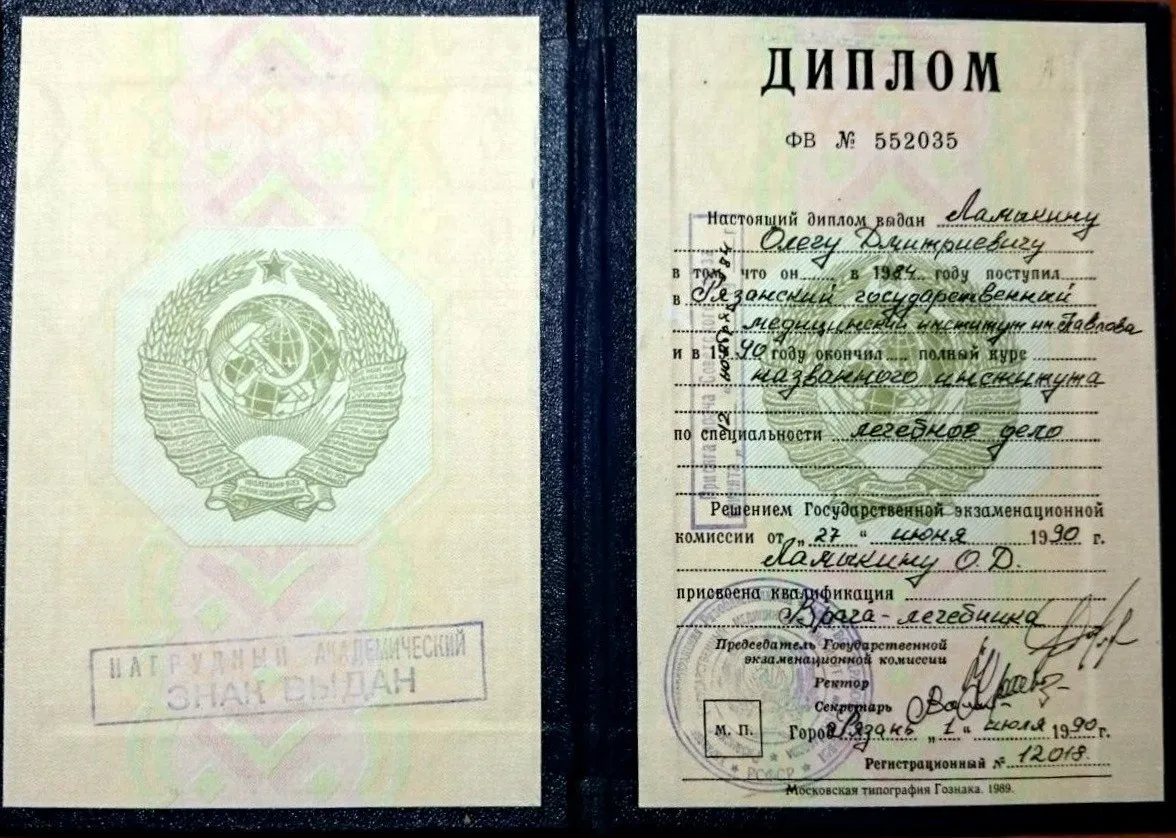 НАГРУДНЫЙ АКАДЕМИЧЕСКИЙ
ЗНАК ВЫДАН
ДИПЛОМ
ФВ № 552035
Настоящий диплом выдан Ламыкину
Олегу Дмитриевичу
в том, что он в 1984 году поступил
в Рязанский государственный
медицинский институт им. Павлова
и в 1990 году окончил полный курс
названного института
по специальности лечебное дело
Решением Государственной экзаменационной
комиссии от „27“ июня 1990 г.
Ламыкину О.Д.
присвоена квалификация
Врача-лечебника
Председатель Государственной
экзаменационной комиссии
Ректор
Секретарь
М. П.
Город Рязань „1“ июля 1990 г.
Регистрационный № 12018.
Московская типография Гознака. 1989.
РСФСР